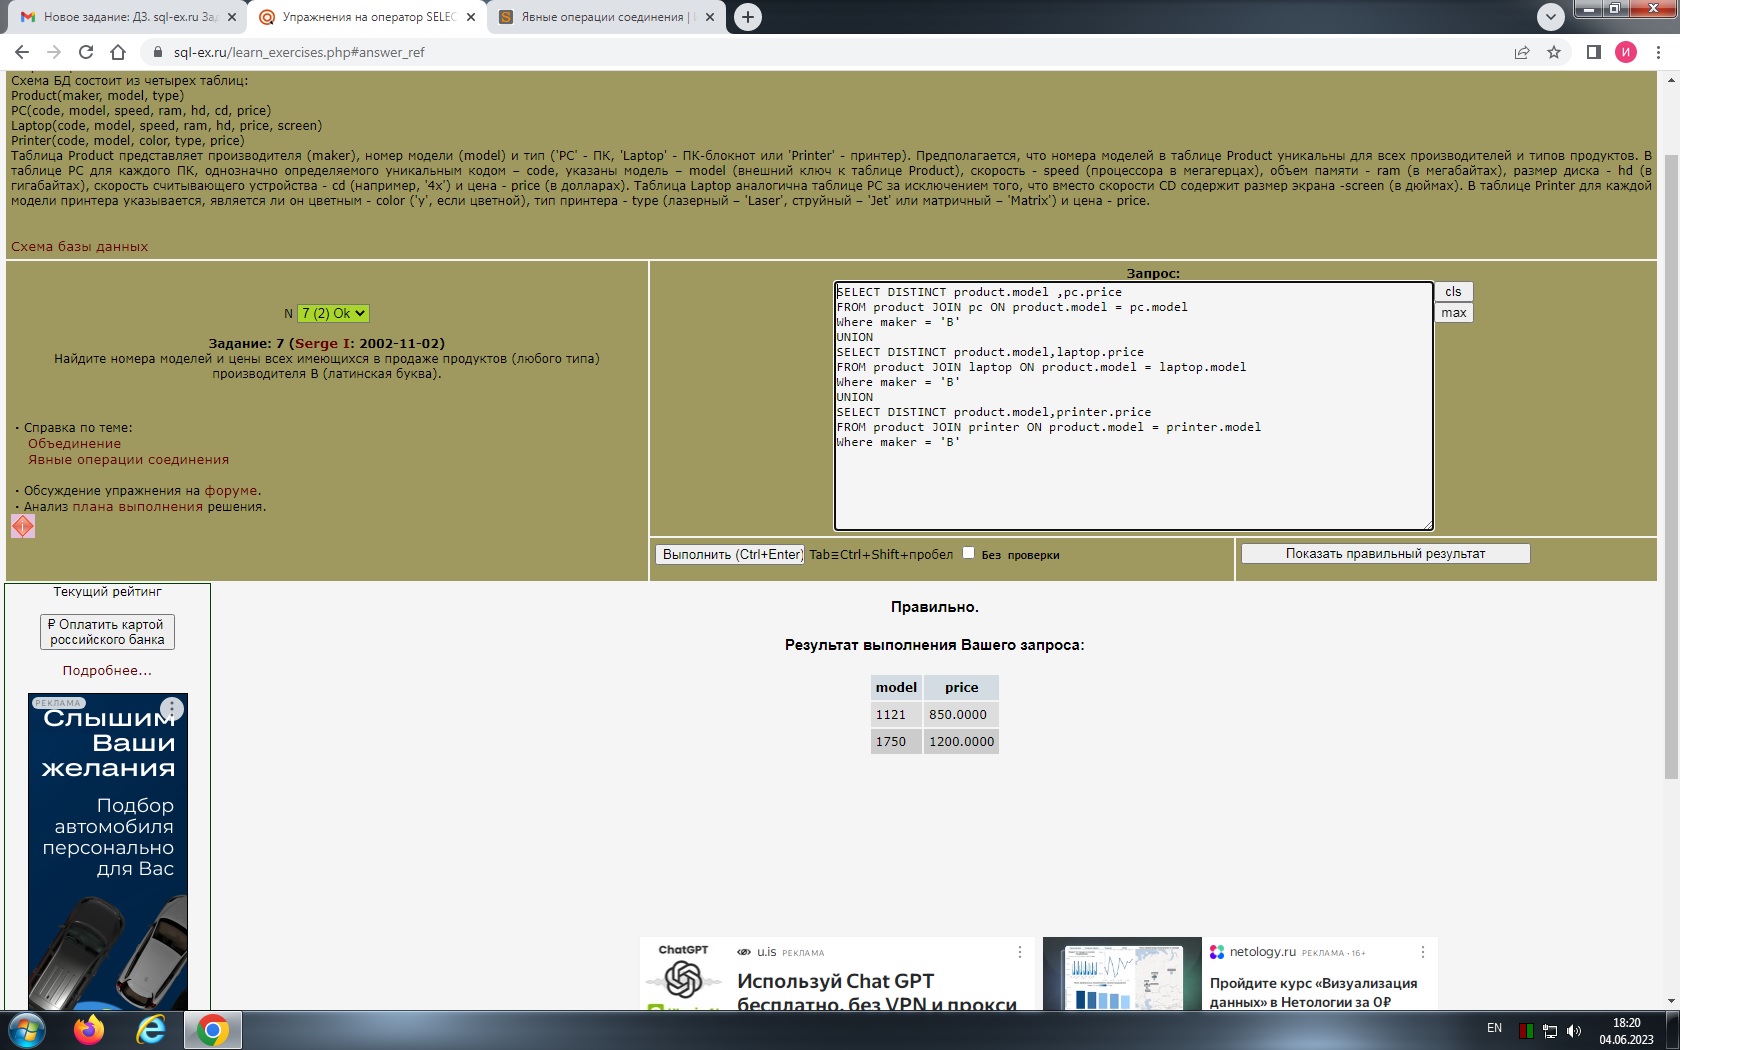 Новое задание: ДЗ. sql-ex.ru За
Упражнения на оператор SELEC
Явные операции соединения |
sql-ex.ru/learn_exercises.php#answer_ref
И
Схема БД состоит из четырех таблиц:
Product(maker, model, type)
PC(code, model, speed, ram, hd, cd, price)
Laptop(code, model, speed, ram, hd, price, screen)
Printer(code, model, color, type, price)
Таблица Product представляет производителя (maker), номер модели (model) и тип ('PC' - ПК, 'Laptop' - ПК-блокнот или 'Printer' - принтер). Предполагается, что номера моделей в таблице Product уникальны для всех производителей и типов продуктов. В
таблице PC для каждого ПК, однозначно определяемого уникальным кодом – code, указаны модель – model (внешний ключ к таблице Product), скорость - speed (процессора в мегагерцах), объем памяти - ram (в мегабайтах), размер диска - hd (в
гигабайтах), скорость считывающего устройства - cd (например, '4x') и цена - price (в долларах). Таблица Laptop аналогична таблице РС за исключением того, что вместо скорости CD содержит размер экрана -screen (в дюймах). В таблице Printer для каждой
модели принтера указывается, является ли он цветным - color ('y', если цветной), тип принтера - type (лазерный – 'Laser', струйный – 'Jet' или матричный – 'Matrix') и цена - price.
Схема базы данных
N 7 (2) Ok
Задание: 7 (Serge I: 2002-11-02)
Найдите номера моделей и цены всех имеющихся в продаже продуктов (любого типа)
производителя B (латинская буква).
· Справка по теме:
Объединение
Явные операции соединения
· Обсуждение упражнения на форуме.
· Анализ плана выполнения решения.
Запрос:
SELECT DISTINCT product.model ,pc.price
FROM product JOIN pc ON product.model = pc.model
Where maker = 'B'
UNION
SELECT DISTINCT product.model,laptop.price
FROM product JOIN laptop ON product.model = laptop.model
Where maker = 'B'
UNION
SELECT DISTINCT product.model,printer.price
FROM product JOIN printer ON product.model = printer.model
Where maker = 'B'
cls
max
Выполнить (Ctrl+Enter) Tab≡Ctrl+Shift+пробел Без проверки
Показать правильный результат
Текущий рейтинг
₽ Оплатить картой
российского банка
Подробнее...
РЕКЛАМА
Слышим
Ваши
желания
Подбор
автомобиля
персонально
для Вас
Правильно.
Результат выполнения Вашего запроса:
model price
1121 850.0000
1750 1200.0000
ChatGPT
u.is РЕКЛАМА
Используй Chat GPT
бесплатно, без VPN и прокси
netology.ru РЕКЛАМА · 16+
Пройдите курс «Визуализация
данных» в Нетологии за 0₽
EN
18:20
04.06.2023